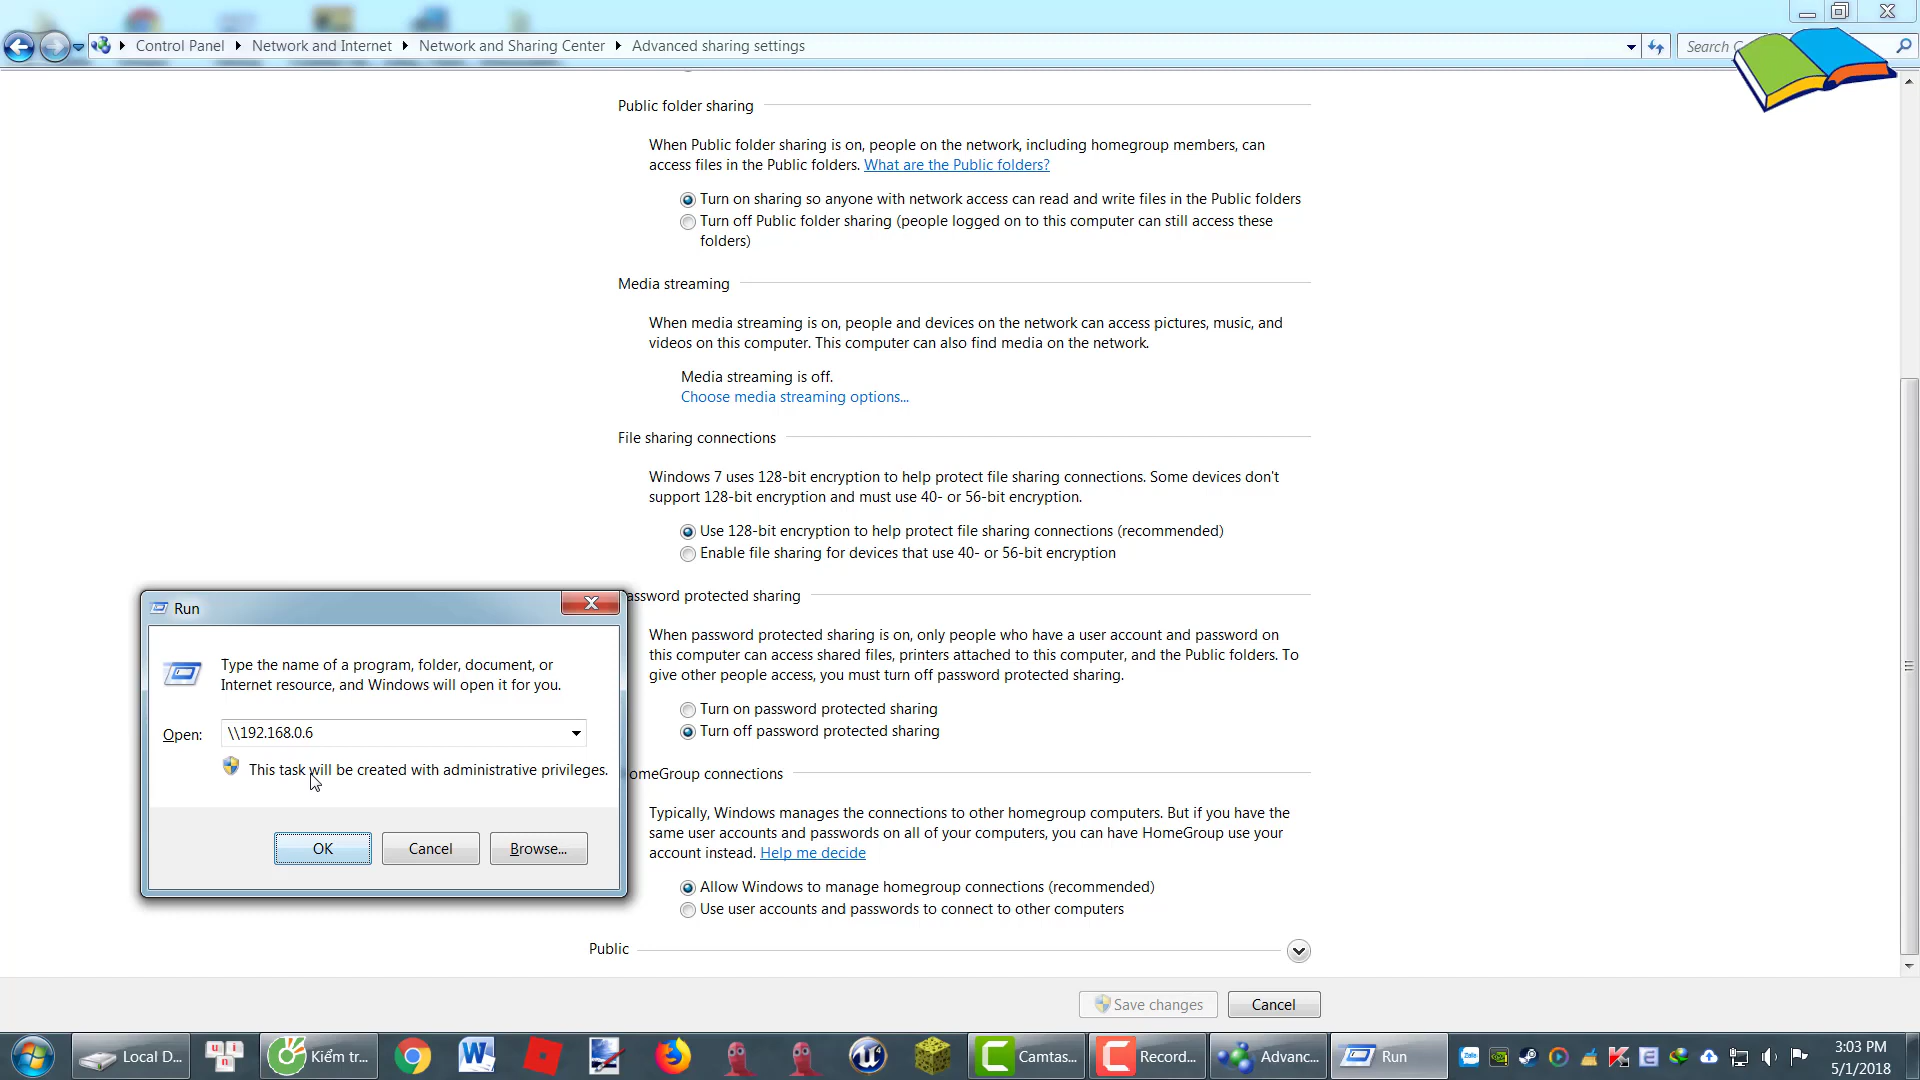 Control Panel
Network and Internet
Network and Sharing Center
Advanced sharing settings
Search
Public folder sharing
When Public folder sharing is on, people on the network, including homegroup members, can
access files in the Public folders. What are the Public folders?
Turn on sharing so anyone with network access can read and write files in the Public folders
Turn off Public folder sharing (people logged on to this computer can still access these
folders)
Media streaming
When media streaming is on, people and devices on the network can access pictures, music, and
videos on this computer. This computer can also find media on the network.
Media streaming is off.
Choose media streaming options...
File sharing connections
Windows 7 uses 128-bit encryption to help protect file sharing connections. Some devices don't
support 128-bit encryption and must use 40- or 56-bit encryption.
Use 128-bit encryption to help protect file sharing connections (recommended)
Enable file sharing for devices that use 40- or 56-bit encryption
assword protected sharing
When password protected sharing is on, only people who have a user account and password on
this computer can access shared files, printers attached to this computer, and the Public folders. To
give other people access, you must turn off password protected sharing.
Turn on password protected sharing
Turn off password protected sharing
omeGroup connections
Typically, Windows manages the connections to other homegroup computers. But if you have the
same user accounts and passwords on all of your computers, you can have HomeGroup use your
account instead. Help me decide
Allow Windows to manage homegroup connections (recommended)
Use user accounts and passwords to connect to other computers
Public
Save changes
Cancel
Run
Type the name of a program, folder, document, or
Internet resource, and Windows will open it for you.
Open:
\\192.168.0.6
This task will be created with administrative privileges.
OK
Cancel
Browse...
Local D...
u n i n
Kiểm tr...
Camtas...
Record...
Advanc...
Run
Zalo
3:03 PM
5/1/2018